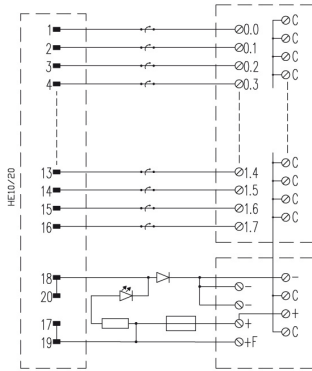 C
1 0.0 C
2 0.1 C
3 0.2 C
4 0.3
HE10/20
C
13 1.4 C
14 1.5 C
15 1.6 C
16 1.7
18 -
20 - C
- +
17 + C
19 +F